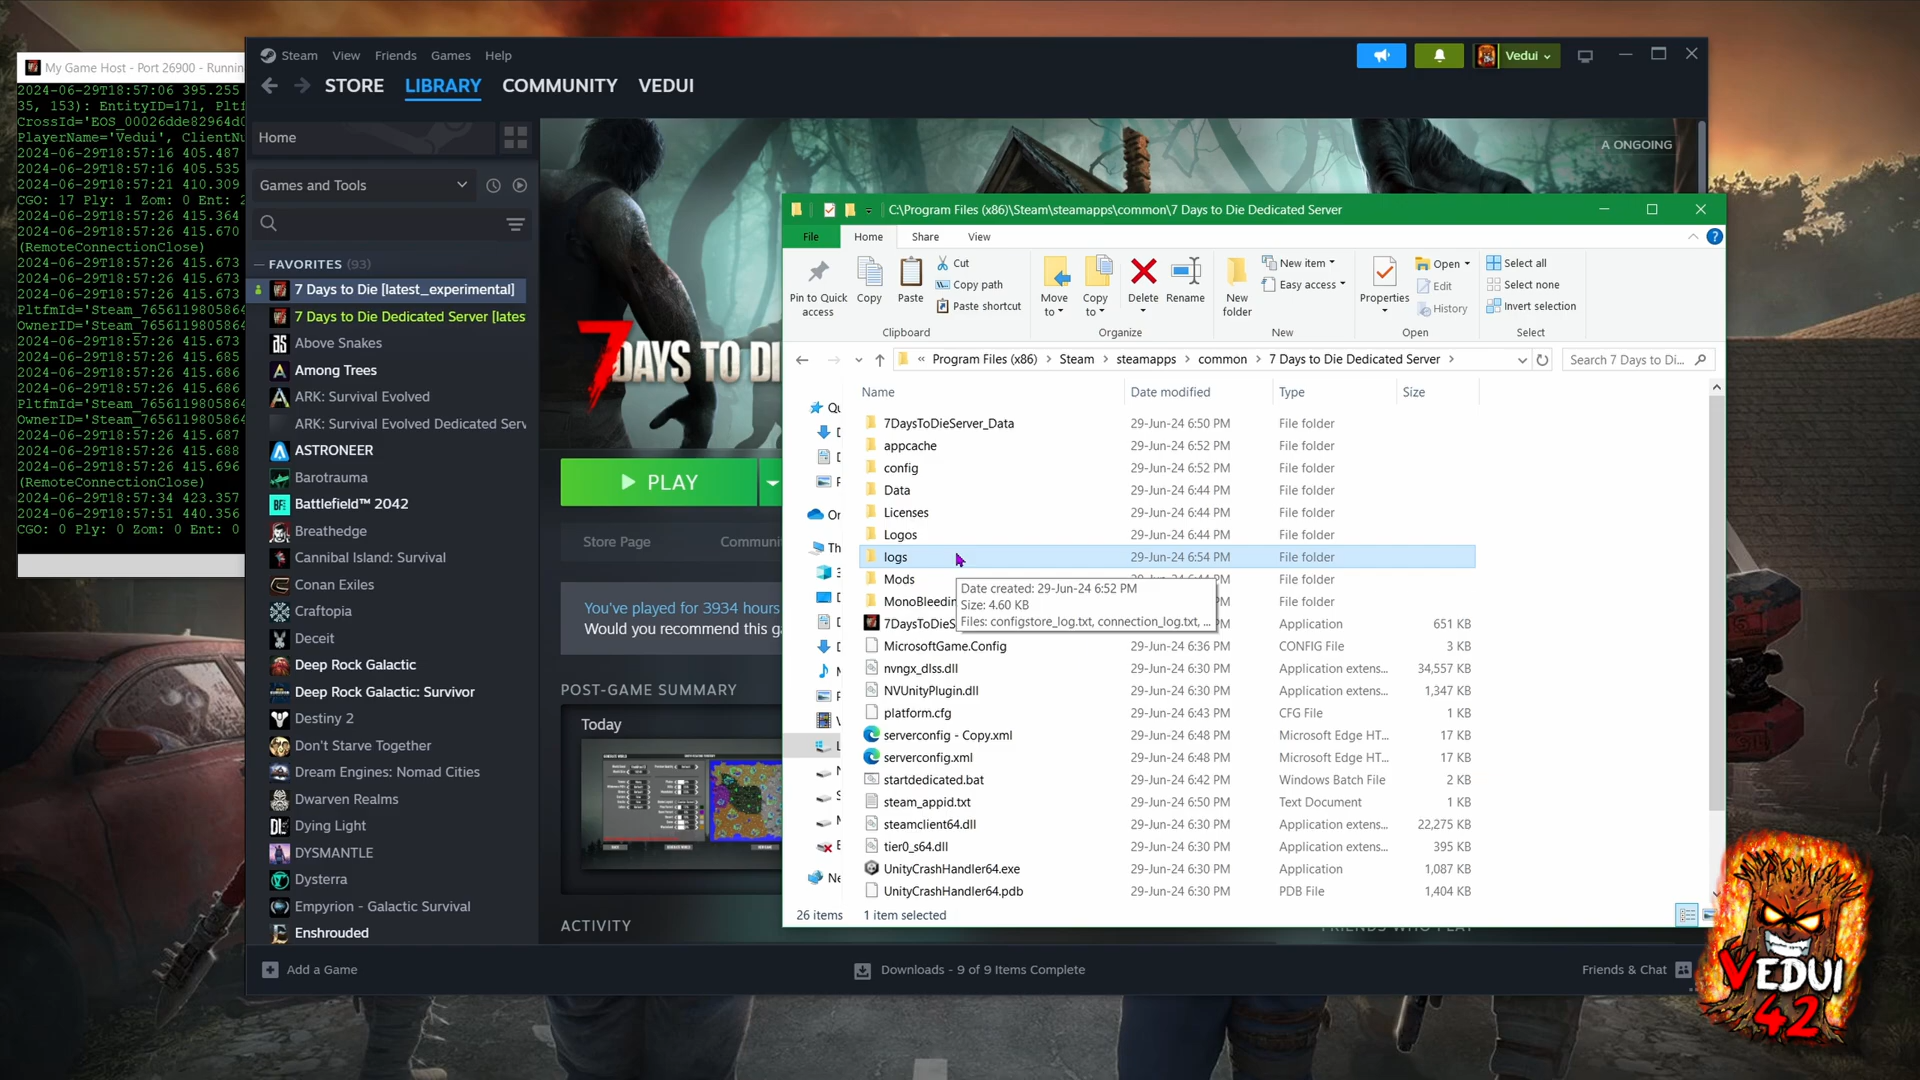 My Game Host - Port 26900 - Runnin
2024-06-29T18:57:06 395.255
35, 153): EntityID=171, Pltf
CrossId='EOS_00026dde82964d0
PlayerName='Vedui', ClientNu
2024-06-29T18:57:16 405.487
2024-06-29T18:57:16 405.535
2024-06-29T18:57:21 410.309
CGO: 17 Ply: 1 Zom: 0 Ent: 2
2024-06-29T18:57:26 415.364
2024-06-29T18:57:26 415.670
(RemoteConnectionClose)
2024-06-29T18:57:26 415.673
2024-06-29T18:57:26 415.673
2024-06-29T18:57:26 415.673
PltfmId='Steam_7656119805864
OwnerID='Steam_7656119805864
2024-06-29T18:57:26 415.673
2024-06-29T18:57:26 415.685
2024-06-29T18:57:26 415.686
2024-06-29T18:57:26 415.686
PltfmId='Steam_7656119805864
OwnerID='Steam_7656119805864
2024-06-29T18:57:26 415.687
2024-06-29T18:57:26 415.688
2024-06-29T18:57:26 415.696
(RemoteConnectionClose)
2024-06-29T18:57:34 423.357
2024-06-29T18:57:51 440.356
CGO: 0 Ply: 0 Zom: 0 Ent: 0
Steam View Friends Games Help
Vedui
STORE LIBRARY COMMUNITY VEDUI
Home
Games and Tools
FAVORITES (93)
7 Days to Die [latest_experimental]
7 Days to Die Dedicated Server [lates
Above Snakes
Among Trees
ARK: Survival Evolved
ARK: Survival Evolved Dedicated Serv
ASTRONEER
Barotrauma
Battlefield™ 2042
Breathedge
Cannibal Island: Survival
Conan Exiles
Craftopia
Deceit
Deep Rock Galactic
Deep Rock Galactic: Survivor
Destiny 2
Don't Starve Together
Dream Engines: Nomad Cities
Dwarven Realms
Dying Light
DYSMANTLE
Dysterra
Empyrion - Galactic Survival
Enshrouded
A ONGOING
7 DAYS TO DI
PLAY
Store Page Communi
You've played for 3934 hours
Would you recommend this ga
POST-GAME SUMMARY
Today
ACTIVITY
FRIENDS WHO PLAY
Add a Game
Downloads - 9 of 9 Items Complete
Friends & Chat
C:\Program Files (x86)\Steam\steamapps\common\7 Days to Die Dedicated Server
File Home Share View
Pin to Quick access
Copy
Paste
Cut
Copy path
Paste shortcut
Clipboard
Move to
Copy to
Delete
Rename
Organize
New folder
New item
Easy access
New
Properties
Open
Edit
History
Open
Select all
Select none
Invert selection
Select
« Program Files (x86) › Steam › steamapps › common › 7 Days to Die Dedicated Server ›
Search 7 Days to Di...
Name Date modified Type Size
7DaysToDieServer_Data 29-Jun-24 6:50 PM File folder
appcache 29-Jun-24 6:52 PM File folder
config 29-Jun-24 6:52 PM File folder
Data 29-Jun-24 6:44 PM File folder
Licenses 29-Jun-24 6:44 PM File folder
Logos 29-Jun-24 6:44 PM File folder
logs 29-Jun-24 6:54 PM File folder
Mods File folder
MonoBleedin PM File folder
7DaysToDieS PM Application 651 KB
MicrosoftGame.Config 29-Jun-24 6:36 PM CONFIG File 3 KB
nvngx_dlss.dll 29-Jun-24 6:30 PM Application extens... 34,557 KB
NVUnityPlugin.dll 29-Jun-24 6:30 PM Application extens... 1,347 KB
platform.cfg 29-Jun-24 6:43 PM CFG File 1 KB
serverconfig - Copy.xml 29-Jun-24 6:48 PM Microsoft Edge HT... 17 KB
serverconfig.xml 29-Jun-24 6:48 PM Microsoft Edge HT... 17 KB
startdedicated.bat 29-Jun-24 6:42 PM Windows Batch File 2 KB
steam_appid.txt 29-Jun-24 6:50 PM Text Document 1 KB
steamclient64.dll 29-Jun-24 6:30 PM Application extens... 22,275 KB
tier0_s64.dll 29-Jun-24 6:30 PM Application extens... 395 KB
UnityCrashHandler64.exe 29-Jun-24 6:30 PM Application 1,087 KB
UnityCrashHandler64.pdb 29-Jun-24 6:30 PM PDB File 1,404 KB
Date created: 29-Jun-24 6:52 PM
Size: 4.60 KB
Files: configstore_log.txt, connection_log.txt, ...
26 items 1 item selected
VEDUI
42